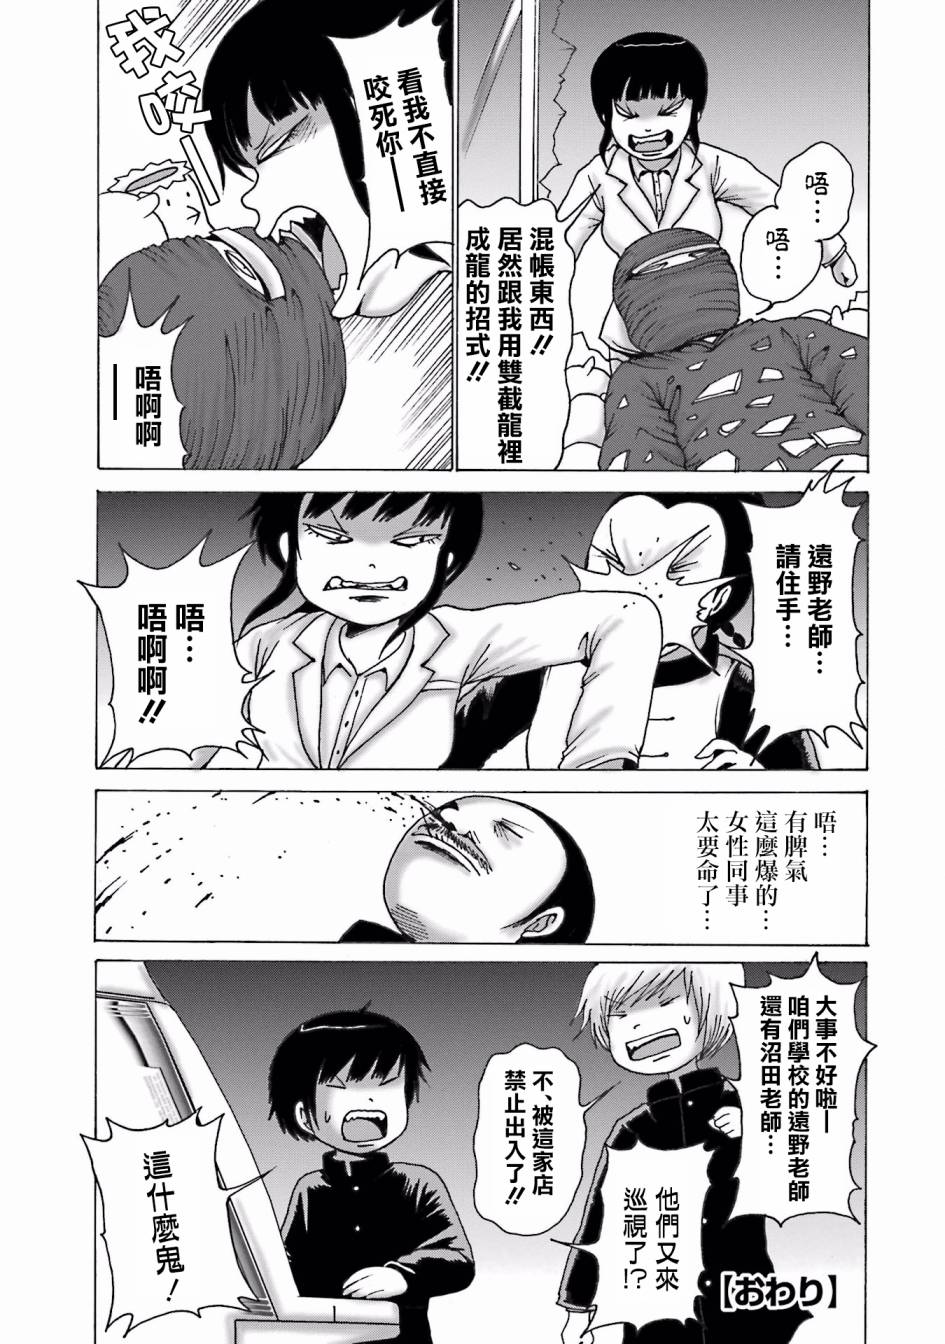 唔…
唔…
混帳東西!!
居然跟我用雙截龍裡
成龍的招式!!
看我不直接
咬死你——
我咬——
唔啊啊
——
遠野老師…
請住手…
唔…
唔啊啊!!
唔…
有脾氣
這麼爆的…
女性同事
太要命了…
大事不好啦——
咱們學校的遠野老師
還有沼田老師…
他們又來
巡視了!?
不、被這家店
禁止出入了!!
這什麼鬼!
【おわり】